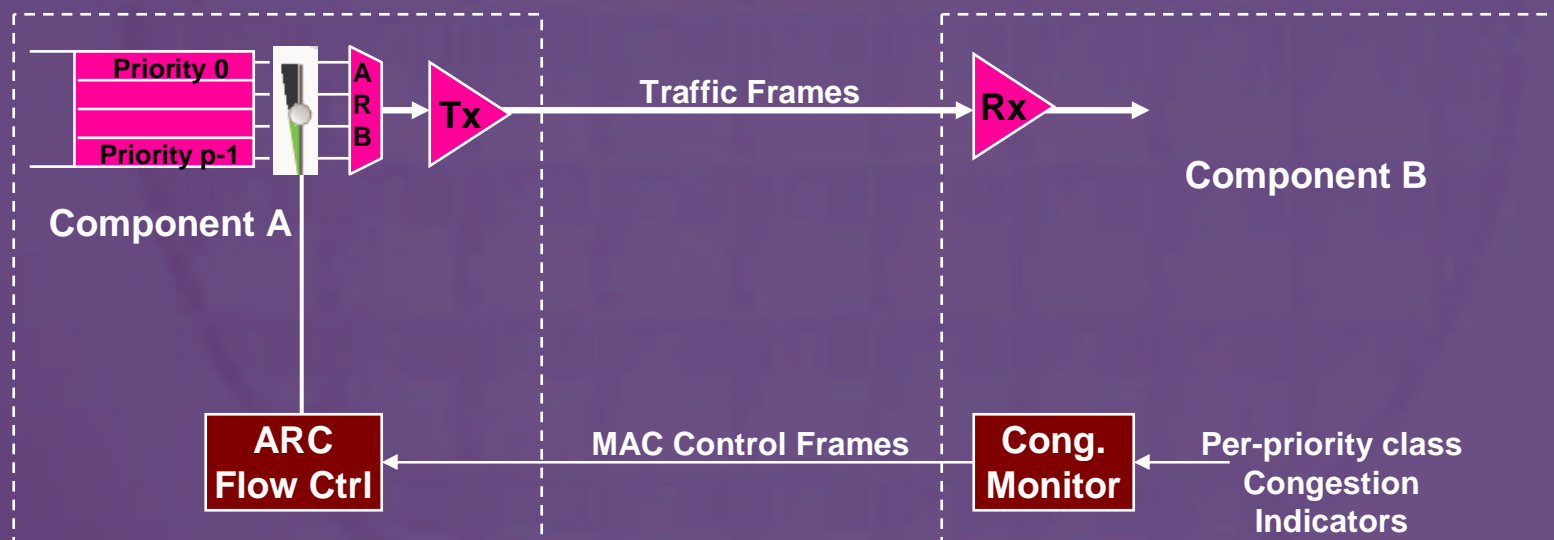 Priority 0
Priority p-1
A
R
B
Tx
Traffic Frames
Rx
Component A
Component B
ARC
Flow Ctrl
MAC Control Frames
Cong.
Monitor
Per-priority class
Congestion
Indicators